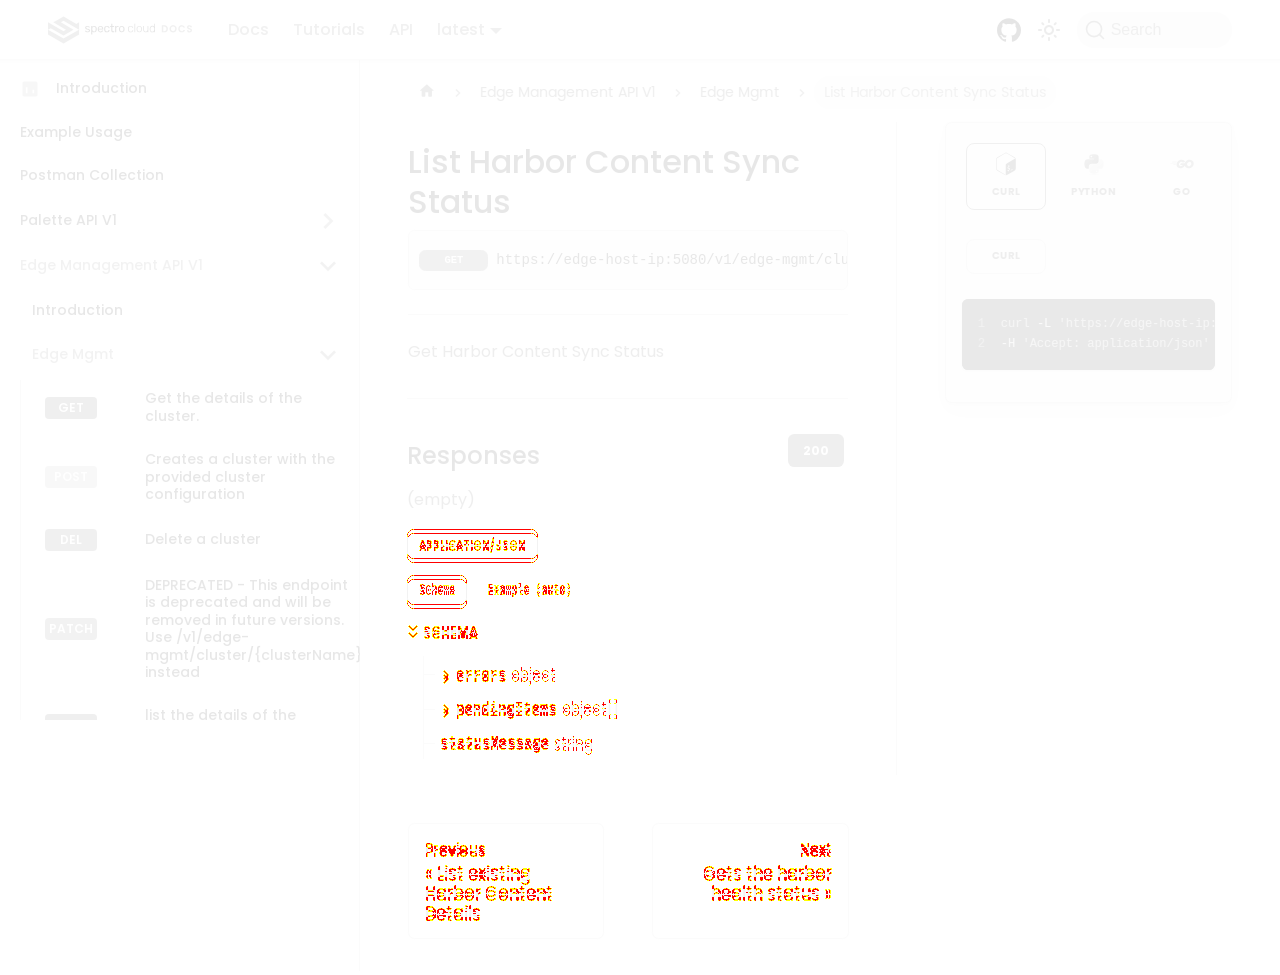 spectro cloud DOCS
Docs Tutorials API latest
Search
Introduction
Example Usage
Postman Collection
Palette API V1
Edge Management API V1
Introduction
Edge Mgmt
GET Get the details of the
cluster.
POST Creates a cluster with the
provided cluster
configuration
DEL Delete a cluster
PATCH DEPRECATED - This endpoint
is deprecated and will be
removed in future versions.
Use /v1/edge-
mgmt/cluster/{clusterName}
instead
list the details of the
Edge Management API V1 Edge Mgmt List Harbor Content Sync Status
List Harbor Content Sync
Status
GET https://edge-host-ip:5080/v1/edge-mgmt/clu
Get Harbor Content Sync Status
Responses
200
(empty)
APPLICATION/JSON
Schema Example (auto)
SCHEMA
errors object
pendingItems object[]
statusMessage string
Previous
« List existing
Harbor Content
Details
Next
Gets the harbor
health status »
CURL PYTHON GO
CURL
1 curl -L 'https://edge-host-ip:
2 -H 'Accept: application/json'